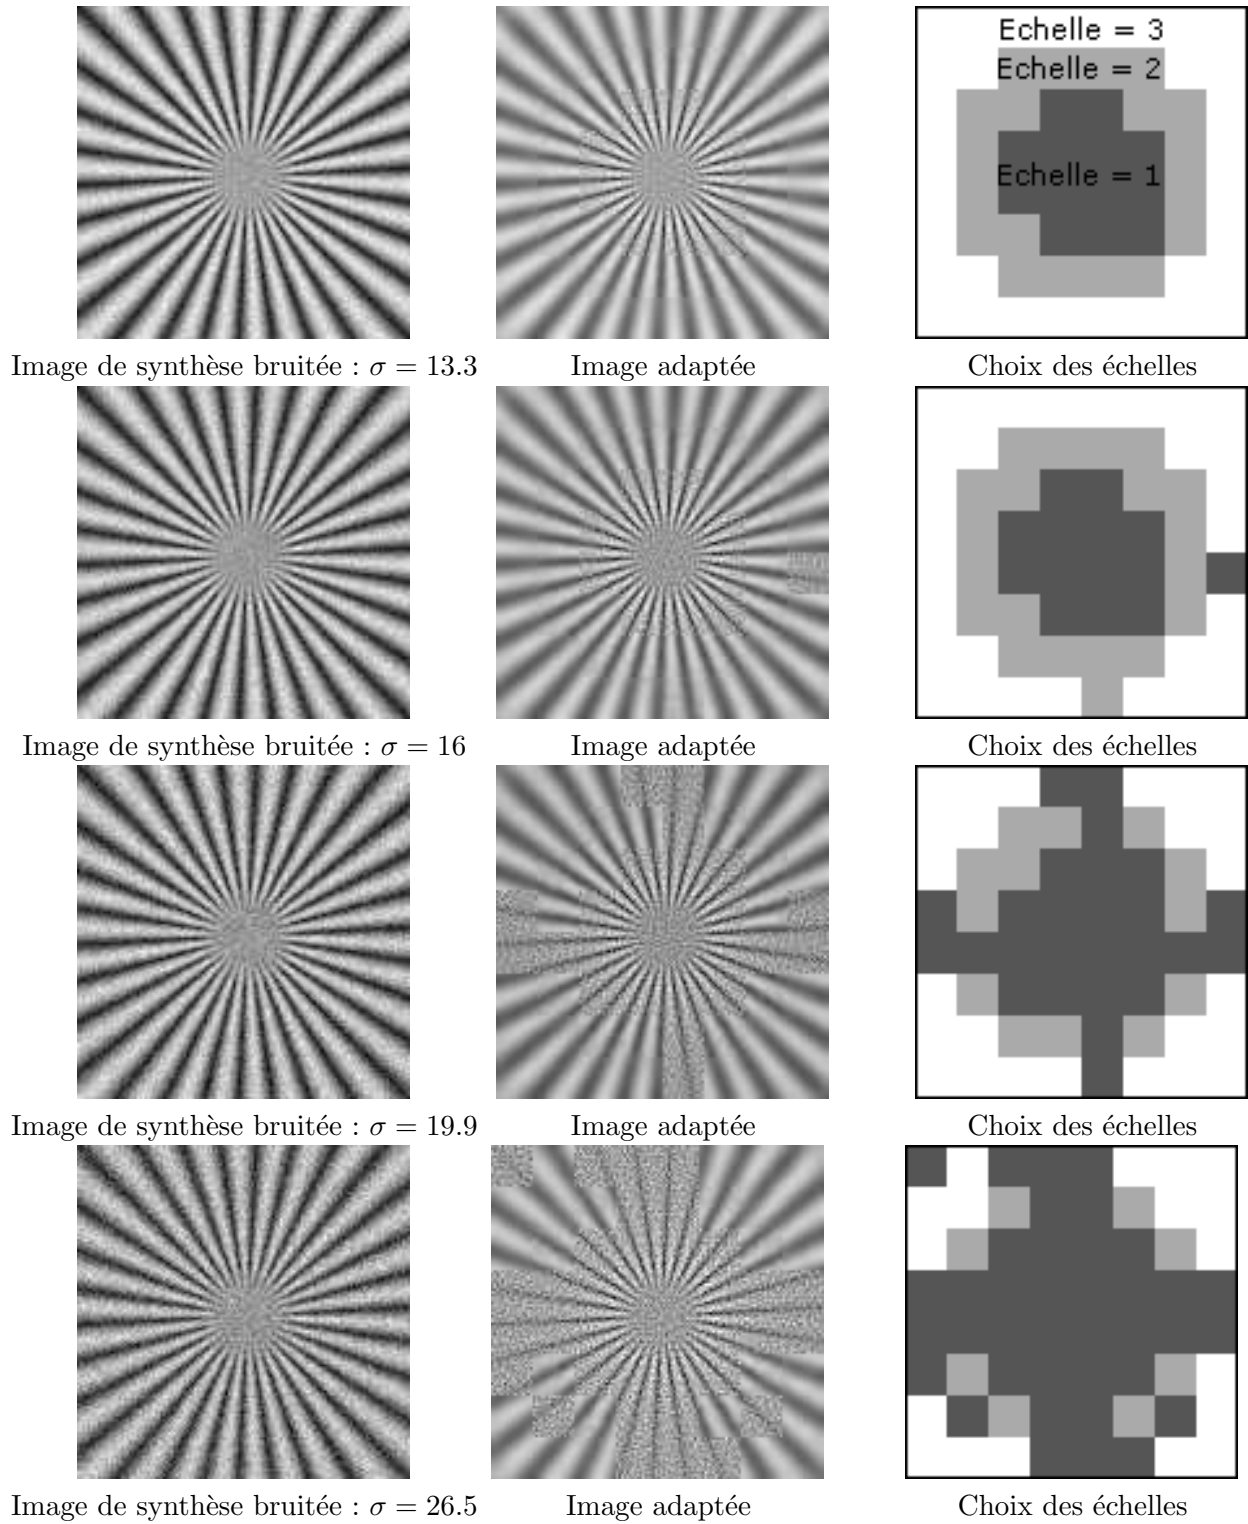 Echelle = 3
Echelle = 2
Echelle = 1
Image de synthèse bruitée : σ = 13.3
Image adaptée
Choix des échelles
Image de synthèse bruitée : σ = 16
Image adaptée
Choix des échelles
Image de synthèse bruitée : σ = 19.9
Image adaptée
Choix des échelles
Image de synthèse bruitée : σ = 26.5
Image adaptée
Choix des échelles